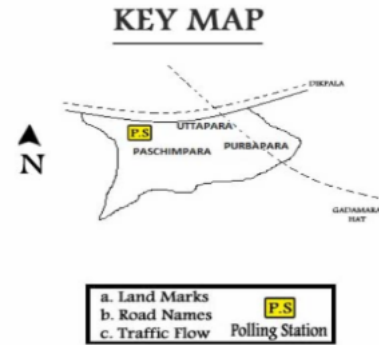 KEY MAP
DIKPALA
P.S
UTTAPARA
PASCHIMPARA
PURBAPARA
N
GADAMARA
HAT
a. Land Marks
b. Road Names
c. Traffic Flow
P.S
Polling Station